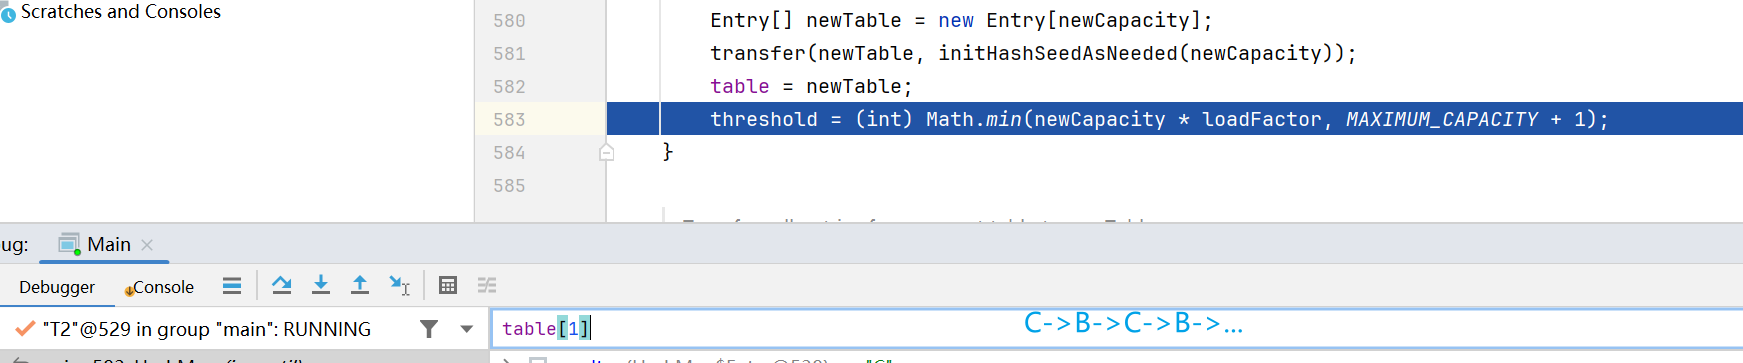 Scratches and Consoles
580 Entry[] newTable = new Entry[newCapacity];
581 transfer(newTable, initHashSeedAsNeeded(newCapacity));
582 table = newTable;
583 threshold = (int) Math.min(newCapacity * loadFactor, MAXIMUM_CAPACITY + 1);
584 }
585
ug: Main
Debugger Console
"T2"@529 in group "main": RUNNING
table[1] C->B->C->B->...